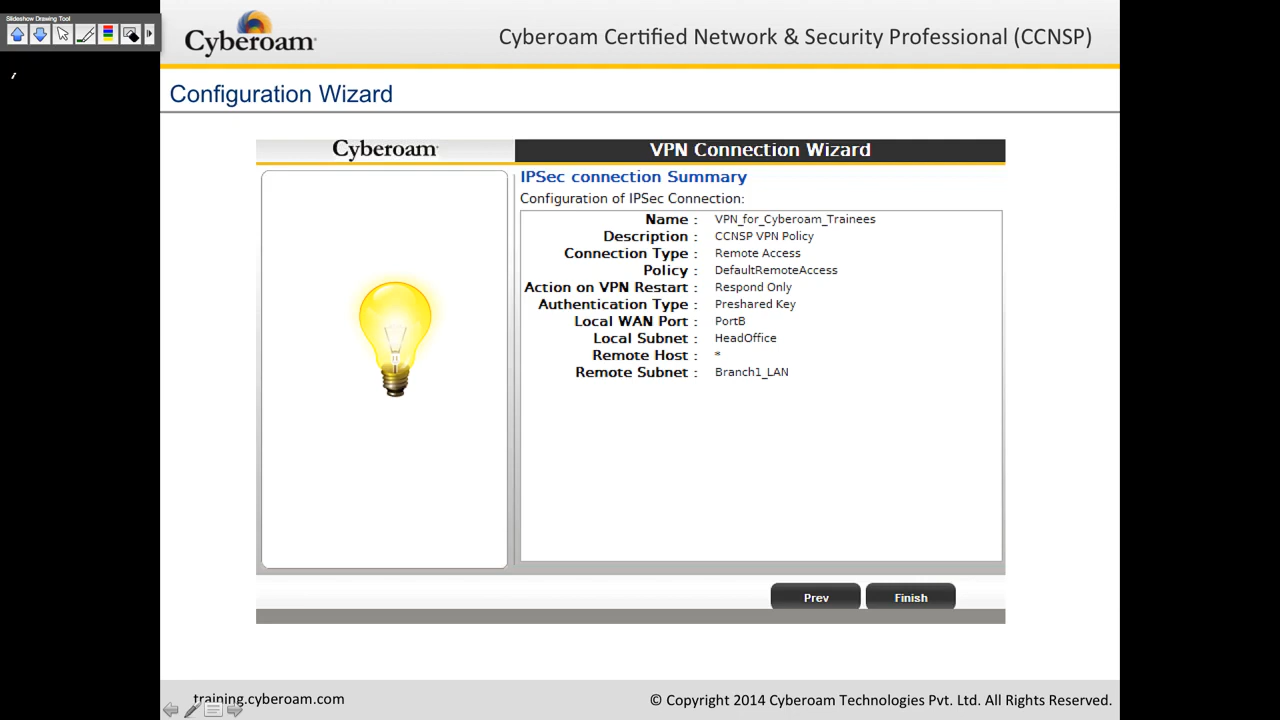 Slideshow Drawing Tool
Cyberoam
Cyberoam Certified Network & Security Professional (CCNSP)
Configuration Wizard
Cyberoam
VPN Connection Wizard
IPSec connection Summary
Configuration of IPSec Connection:
Name : VPN_for_Cyberoam_Trainees
Description : CCNSP VPN Policy
Connection Type : Remote Access
Policy : DefaultRemoteAccess
Action on VPN Restart : Respond Only
Authentication Type : Preshared Key
Local WAN Port : PortB
Local Subnet : HeadOffice
Remote Host : *
Remote Subnet : Branch1_LAN
Prev Finish
training.cyberoam.com © Copyright 2014 Cyberoam Technologies Pvt. Ltd. All Rights Reserved.